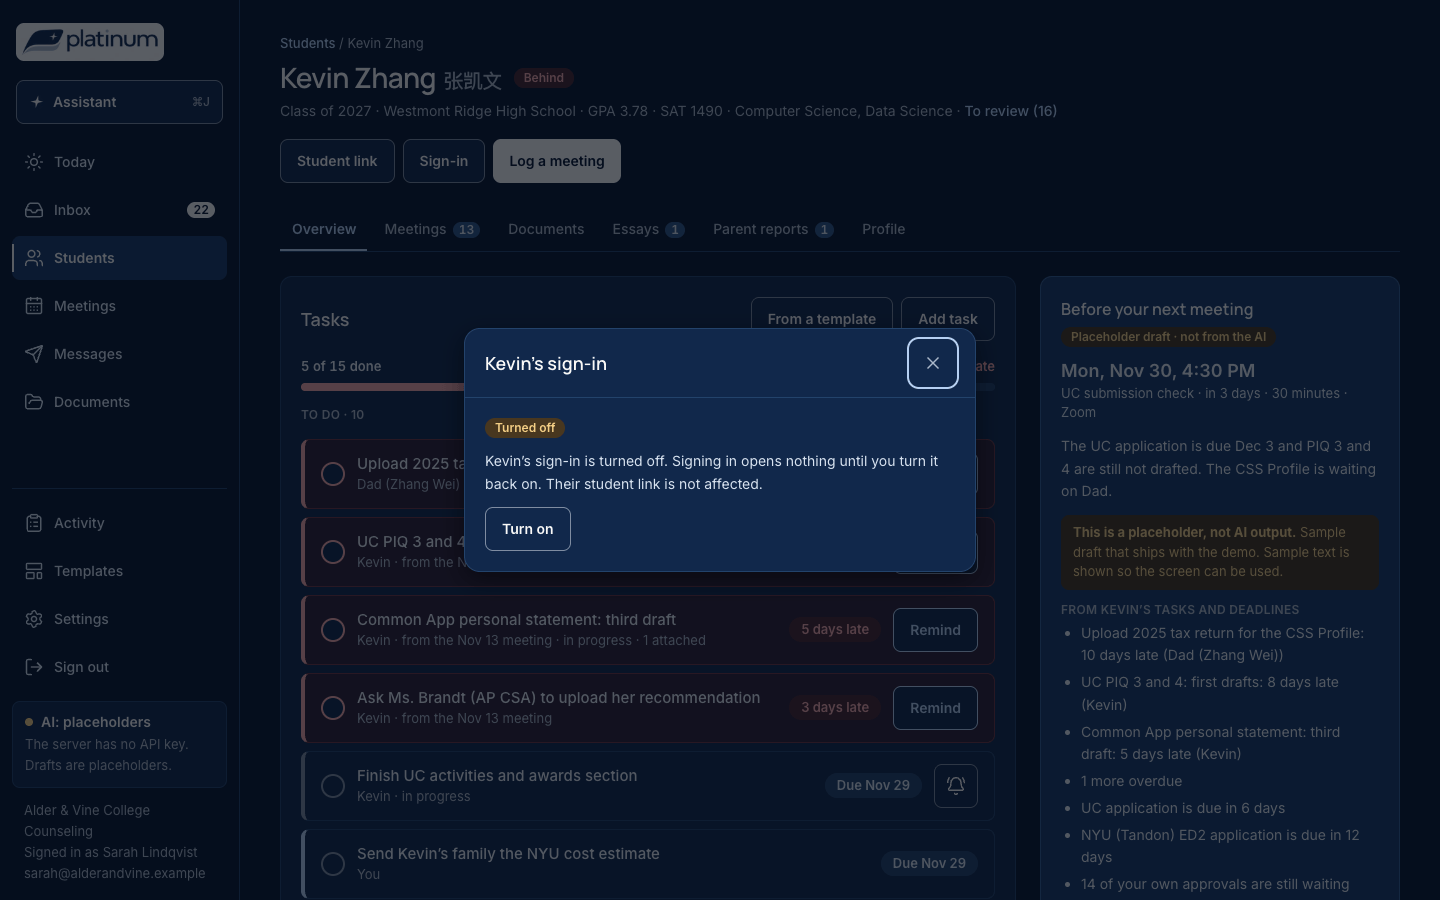 platinum
Assistant ⌘J
Today
Inbox 22
Students
Meetings
Messages
Documents
Activity
Templates
Settings
Sign out
AI: placeholders
The server has no API key.
Drafts are placeholders.
Alder & Vine College
Counseling
Signed in as Sarah Lindqvist
sarah@alderandvine.example
Students / Kevin Zhang
Kevin Zhang 张凯文 Behind
Class of 2027 · Westmont Ridge High School · GPA 3.78 · SAT 1490 · Computer Science, Data Science · To review (16)
Student link Sign-in Log a meeting
Overview Meetings 13 Documents Essays 1 Parent reports 1 Profile
Tasks From a template Add task
5 of 15 done ate
TO DO · 10
Upload 2025 ta
Dad (Zhang Wei)
UC PIQ 3 and 4
Kevin · from the N
Kevin’s sign-in
Turned off
Kevin’s sign-in is turned off. Signing in opens nothing until you turn it
back on. Their student link is not affected.
Turn on
Common App personal statement: third draft
Kevin · from the Nov 13 meeting · in progress · 1 attached
5 days late Remind
Ask Ms. Brandt (AP CSA) to upload her recommendation
Kevin · from the Nov 13 meeting
3 days late Remind
Finish UC activities and awards section
Kevin · in progress
Due Nov 29
Send Kevin’s family the NYU cost estimate
You
Due Nov 29
Before your next meeting
Placeholder draft · not from the AI
Mon, Nov 30, 4:30 PM
UC submission check · in 3 days · 30 minutes ·
Zoom
The UC application is due Dec 3 and PIQ 3 and
4 are still not drafted. The CSS Profile is waiting
on Dad.
This is a placeholder, not AI output. Sample
draft that ships with the demo. Sample text is
shown so the screen can be used.
FROM KEVIN’S TASKS AND DEADLINES
Upload 2025 tax return for the CSS Profile:
10 days late (Dad (Zhang Wei))
UC PIQ 3 and 4: first drafts: 8 days late
(Kevin)
Common App personal statement: third
draft: 5 days late (Kevin)
1 more overdue
UC application is due in 6 days
NYU (Tandon) ED2 application is due in 12
days
14 of your own approvals are still waiting